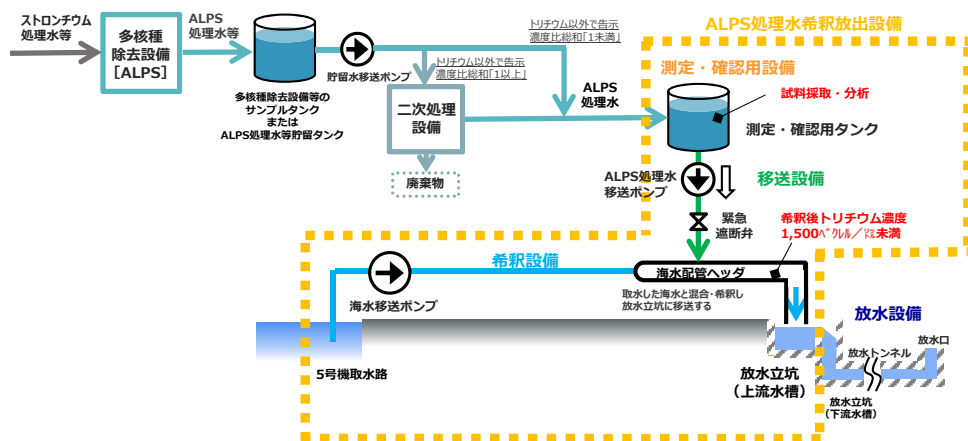 ストロンチウム
処理水等
多核種
除去設備
［ALPS］
ALPS
処理水等
多核種除去設備等の
サンプルタンク
または
ALPS処理水等貯留タンク
貯留水移送ポンプ
トリチウム以外で告示
濃度比総和｢1未満｣
トリチウム以外で告示
濃度比総和｢1以上｣
二次処理
設備
廃棄物
ALPS
処理水
ALPS処理水希釈放出設備
測定・確認用設備
試料採取・分析
測定・確認用タンク
ALPS処理水
移送ポンプ
移送設備
緊急
遮断弁
希釈後トリチウム濃度
1,500ﾍﾞｸﾚﾙ／㍑未満
希釈設備
海水配管ヘッダ
海水移送ポンプ
取水した海水と混合・希釈し
放水立坑に移送する
放水設備
放水口
放水トンネル
5号機取水路
放水立坑
（上流水槽）
放水立坑
（下流水槽）